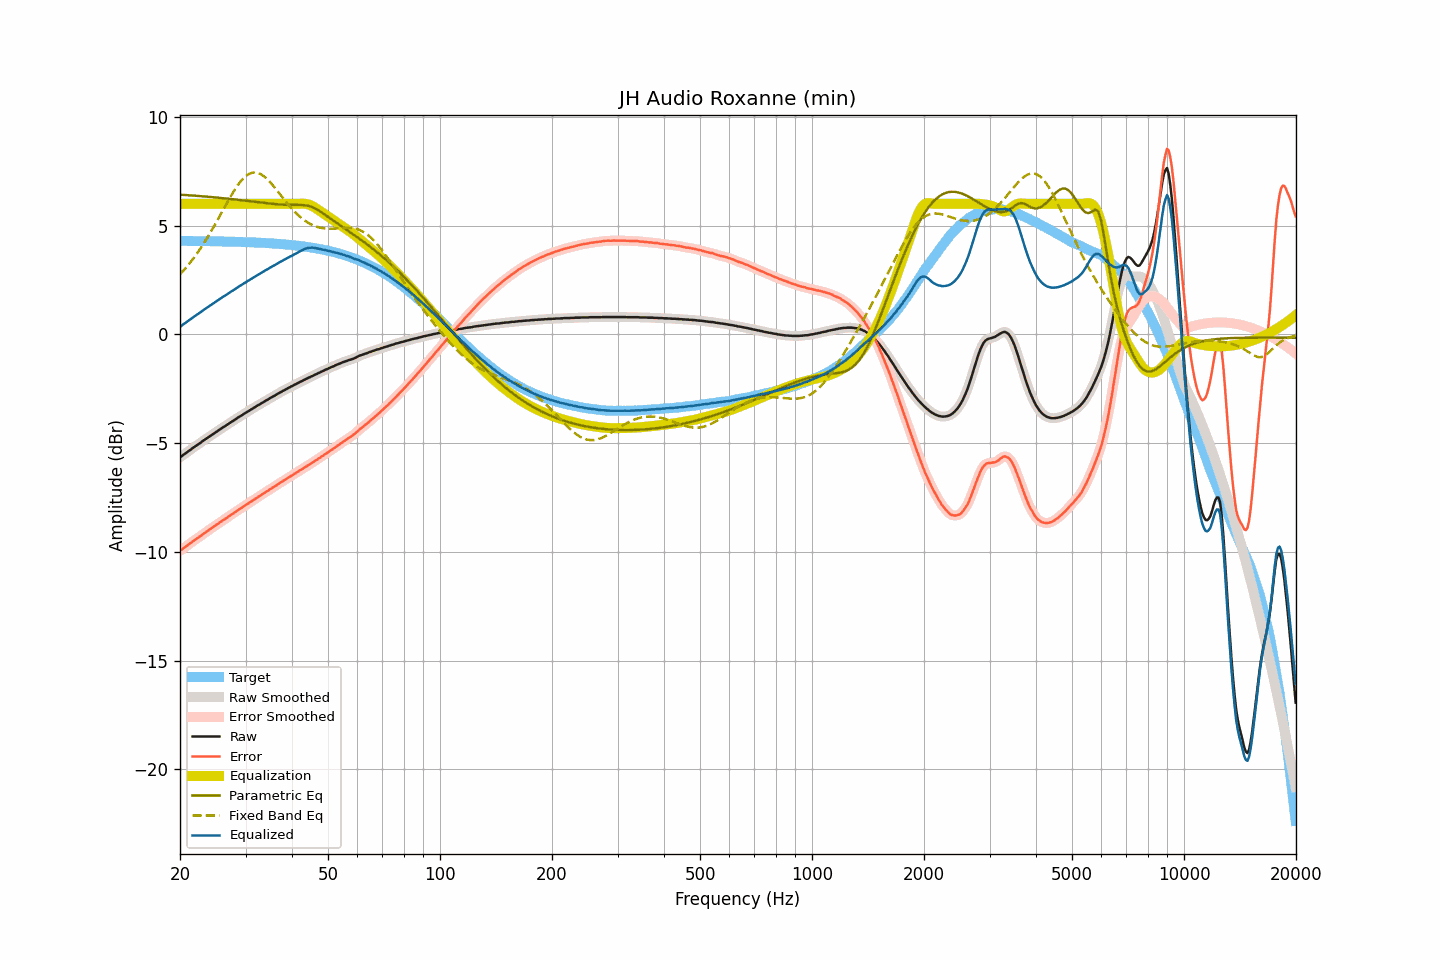 JH Audio Roxanne (min)
10
5
0
−5
−10
−15
−20
Amplitude (dBr)
Target
Raw Smoothed
Error Smoothed
Raw
Error
Equalization
Parametric Eq
Fixed Band Eq
Equalized
20 50 100 200 500 1000 2000 5000 10000 20000
Frequency (Hz)